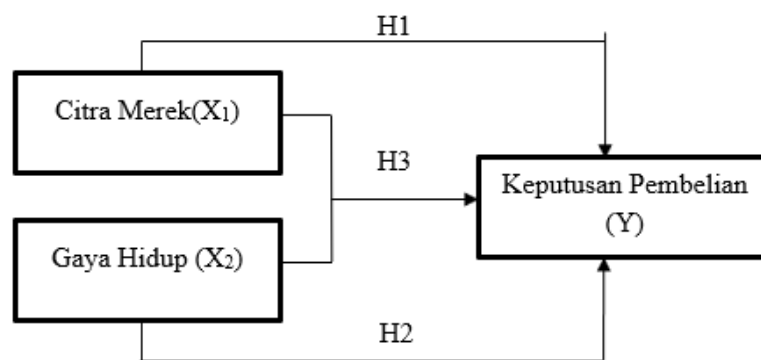 H1
Citra Merek(X₁)
H3
Keputusan Pembelian
(Y)
Gaya Hidup (X₂)
H2